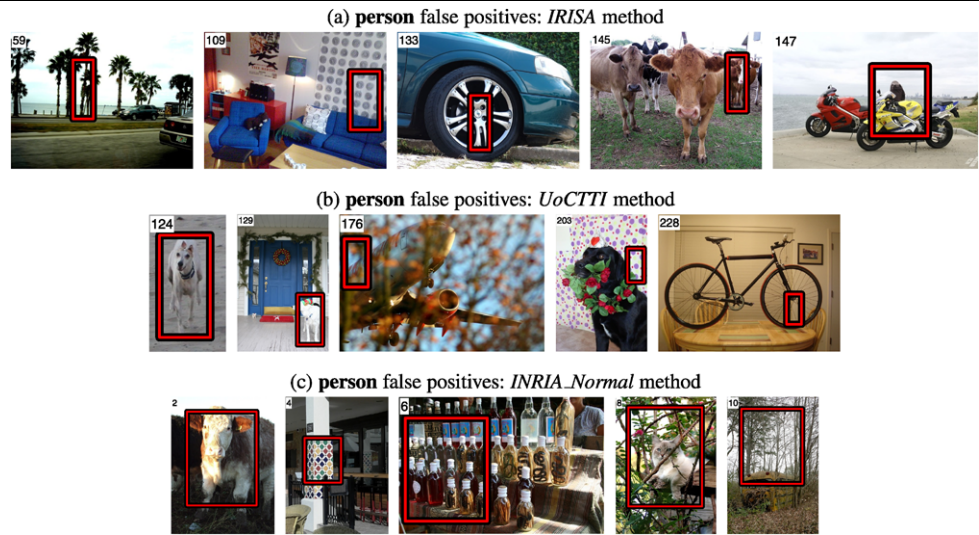 (a) person false positives: IRISA method
59 109 133 145 147
(b) person false positives: UoCTTI method
124 129 176 203 228
(c) person false positives: INRIA_Normal method
2 4 6 8 10